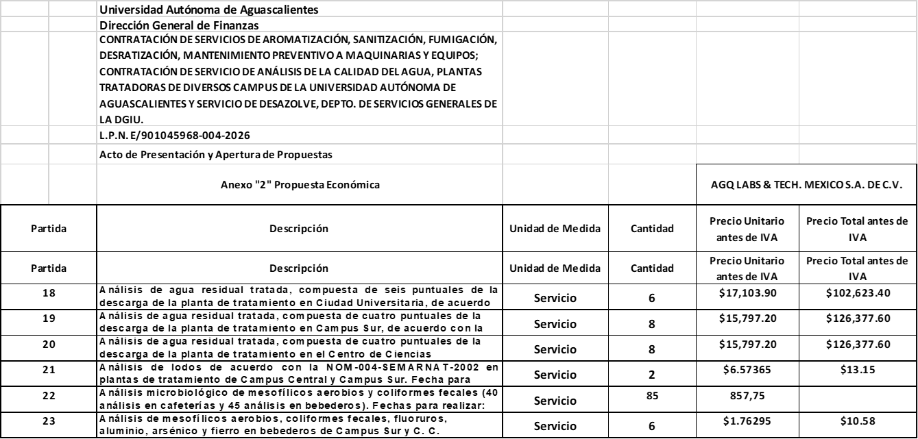 Universidad Autónoma de Aguascalientes
Dirección General de Finanzas
CONTRATACIÓN DE SERVICIOS DE AROMATIZACIÓN, SANITIZACIÓN, FUMIGACIÓN,
DESRATIZACIÓN, MANTENIMIENTO PREVENTIVO A MAQUINARIAS Y EQUIPOS;
CONTRATACIÓN DE SERVICIO DE ANÁLISIS DE LA CALIDAD DEL AGUA, PLANTAS
TRATADORAS DE DIVERSOS CAMPUS DE LA UNIVERSIDAD AUTÓNOMA DE
AGUASCALIENTES Y SERVICIO DE DESAZOLVE, DEPTO. DE SERVICIOS GENERALES DE
LA DGIU.
L.P.N. E/901045968-004-2026
Acto de Presentación y Apertura de Propuestas
Anexo "2" Propuesta Económica AGQ LABS & TECH. MEXICO S.A. DE C.V.
Partida Descripción Unidad de Medida Cantidad Precio Unitario antes de IVA Precio Total antes de IVA
Partida Descripción Unidad de Medida Cantidad Precio Unitario antes de IVA Precio Total antes de IVA
18 Análisis de agua residual tratada, compuesta de seis puntuales de la Servicio 6 $17,103.90 $102,623.40
descarga de la planta de tratamiento en Ciudad Universitaria, de acuerdo
19 Análisis de agua residual tratada, compuesta de cuatro puntuales de la Servicio 8 $15,797.20 $126,377.60
descarga de la planta de tratamiento en Campus Sur, de acuerdo con la
20 Análisis de agua residual tratada, compuesta de cuatro puntuales de la Servicio 8 $15,797.20 $126,377.60
descarga de la planta de tratamiento en el Centro de Ciencias
21 Análisis de lodos de acuerdo con la NOM-004-SEMARNAT-2002 en Servicio 2 $6.57365 $13.15
plantas de tratamiento de Campus Central y Campus Sur. Fecha para
22 Análisis microbiológico de mesofílicos aerobios y coliformes fecales (40 Servicio 85 857,75
análisis en cafeterías y 45 análisis en bebederos). Fechas para realizar:
23 Análisis de mesofílicos aerobios, coliformes fecales, fluoruros, Servicio 6 $1.76295 $10.58
aluminio, arsénico y fierro en bebederos de Campus Sur y C. C.